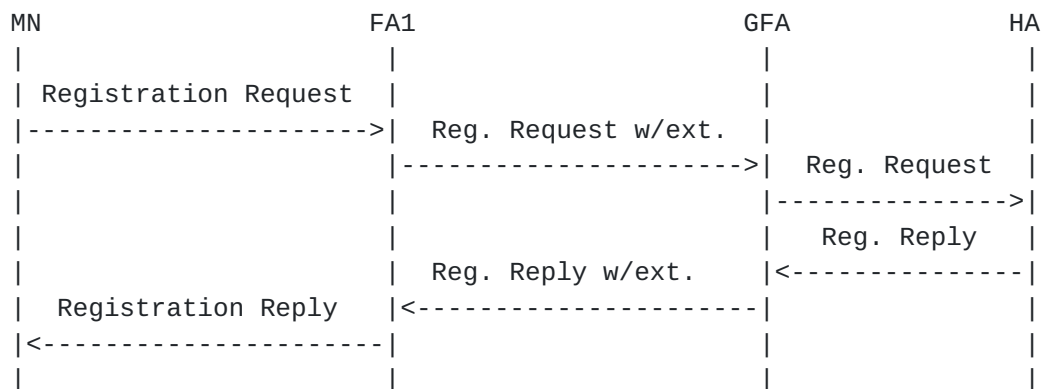 MN FA1 GFA HA
Registration Request
Reg. Request w/ext.
Reg. Request
Reg. Reply
Reg. Reply w/ext.
Registration Reply